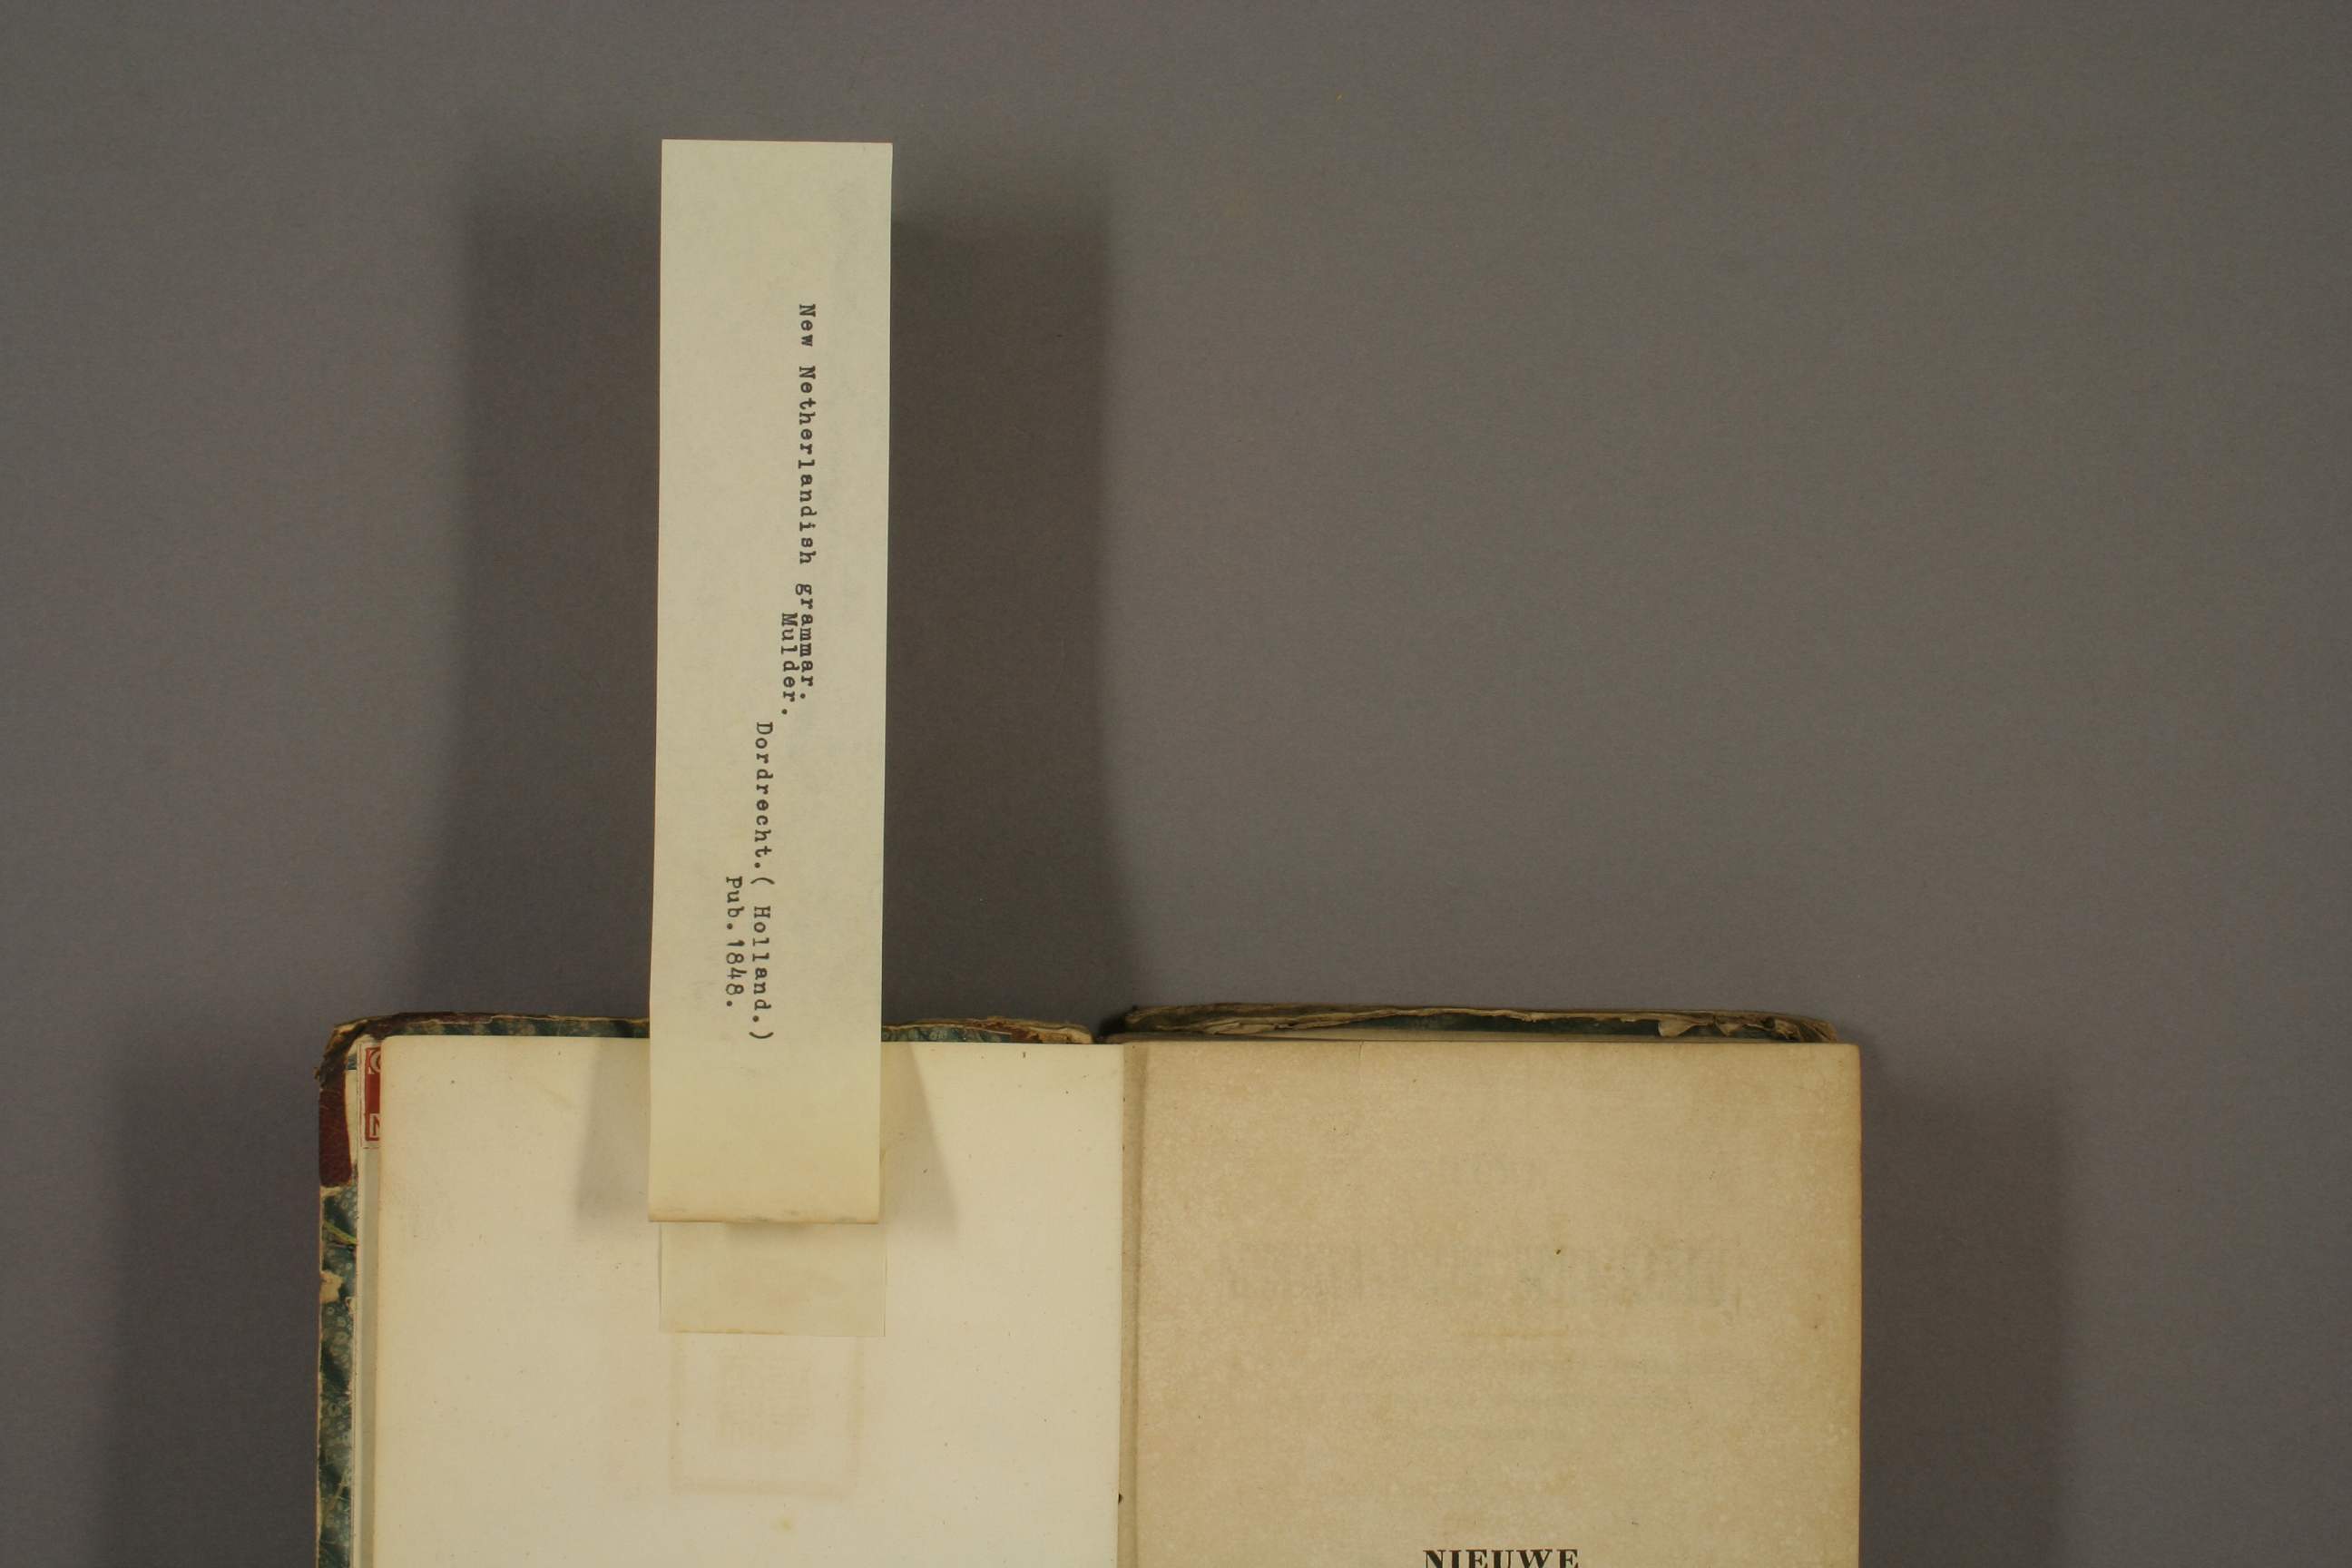 New Netherlandish grammar.
Mulder.
Dordrecht.( Holland.)
Pub.1848.
NIEUWE